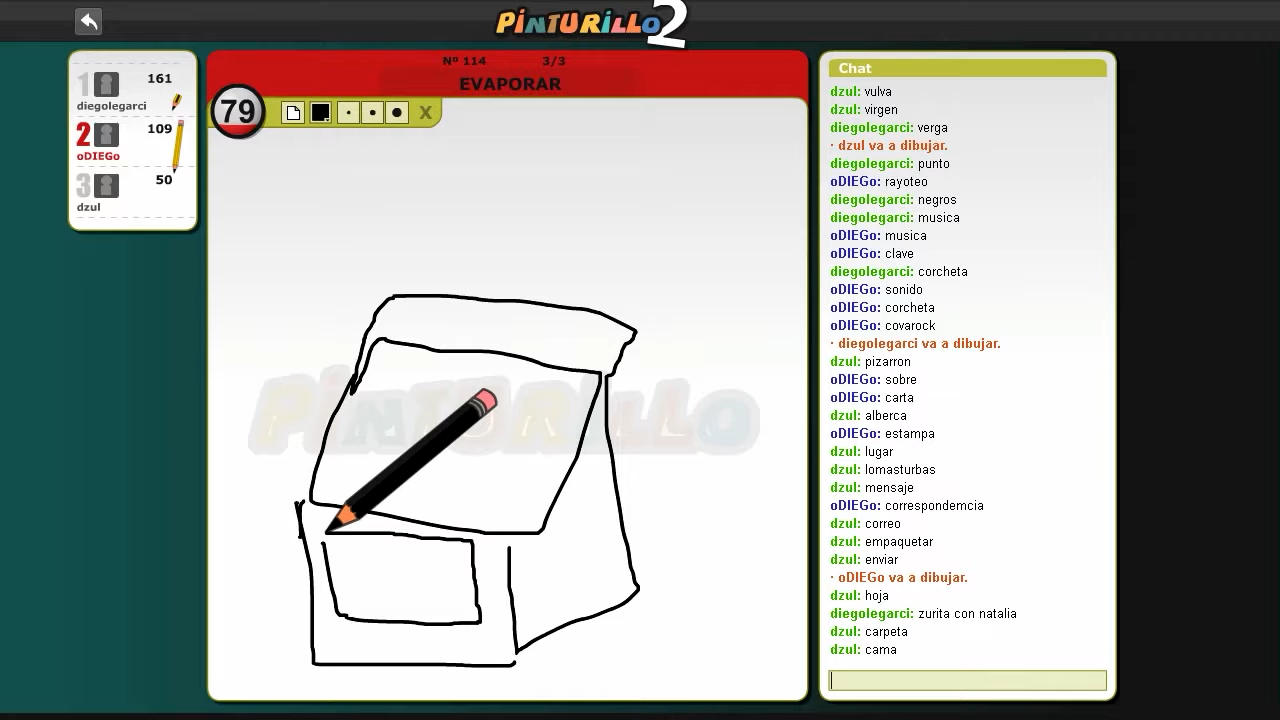 PINTURILLO 2
1 161
diegolegarci
2 109
oDIEGo
3 50
dzul
Nº 114 3/3
EVAPORAR
79
X
PINTURILLO
Chat
dzul: vulva
dzul: virgen
diegolegarci: verga
· dzul va a dibujar.
diegolegarci: punto
oDIEGo: rayoteo
diegolegarci: negros
diegolegarci: musica
oDIEGo: musica
oDIEGo: clave
diegolegarci: corcheta
oDIEGo: sonido
oDIEGo: corcheta
oDIEGo: covarock
· diegolegarci va a dibujar.
dzul: pizarron
oDIEGo: sobre
oDIEGo: carta
dzul: alberca
oDIEGo: estampa
dzul: lugar
dzul: lomasturbas
dzul: mensaje
oDIEGo: correspondemcia
dzul: correo
dzul: empaquetar
dzul: enviar
· oDIEGo va a dibujar.
dzul: hoja
diegolegarci: zurita con natalia
dzul: carpeta
dzul: cama